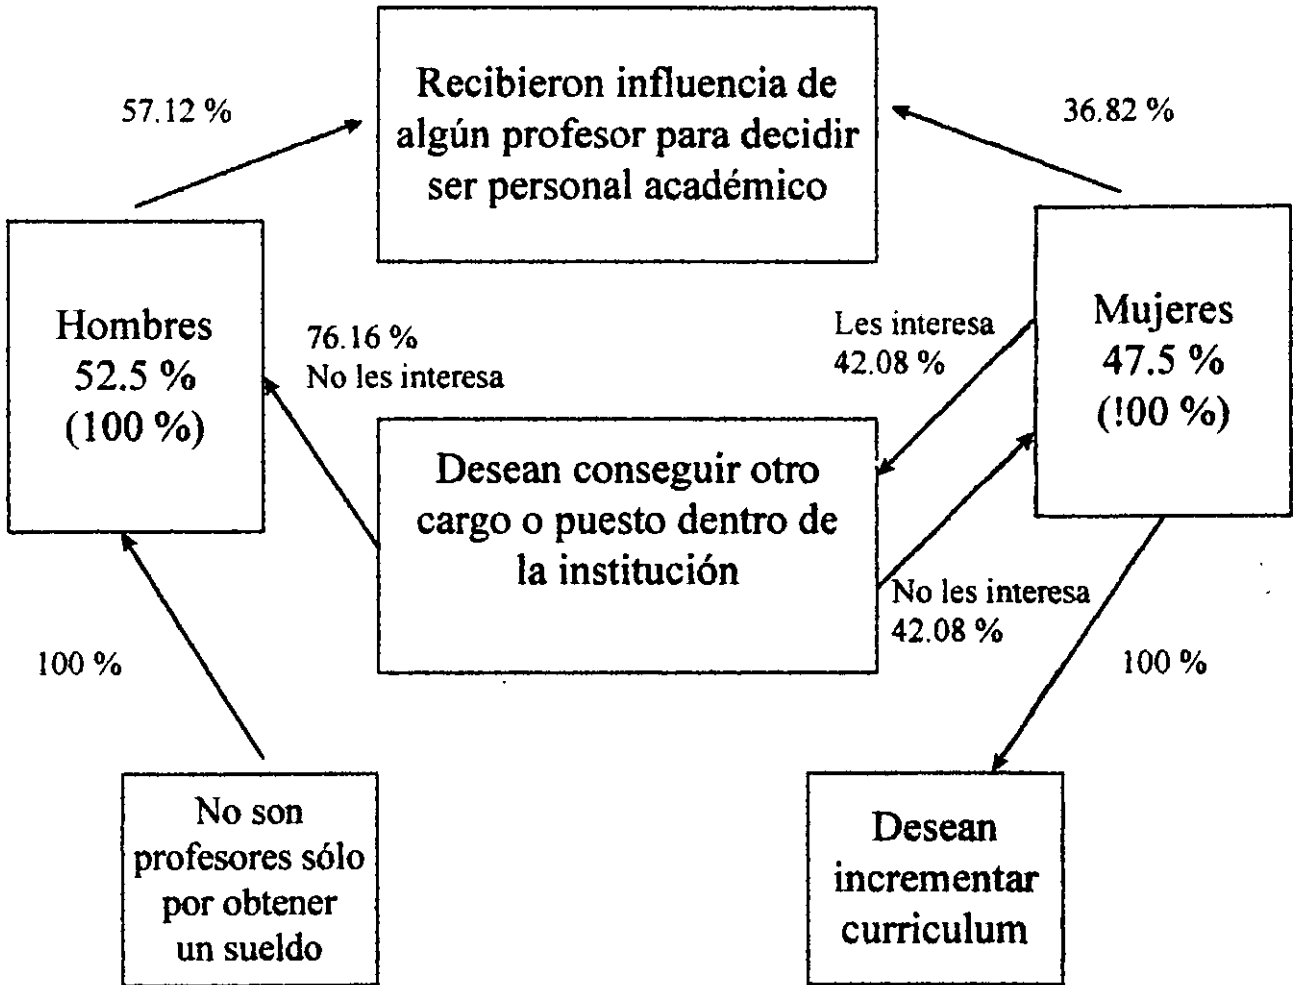 Recibieron influencia de
algún profesor para decidir
ser personal académico
57.12 %
36.82 %
Hombres
52.5 %
(100 %)
76.16 %
No les interesa
Les interesa
42.08 %
Mujeres
47.5 %
(!00 %)
Desean conseguir otro
cargo o puesto dentro de
la institución
No les interesa
42.08 %
100 %
100 %
No son
profesores sólo
por obtener
un sueldo
Desean
incrementar
curriculum